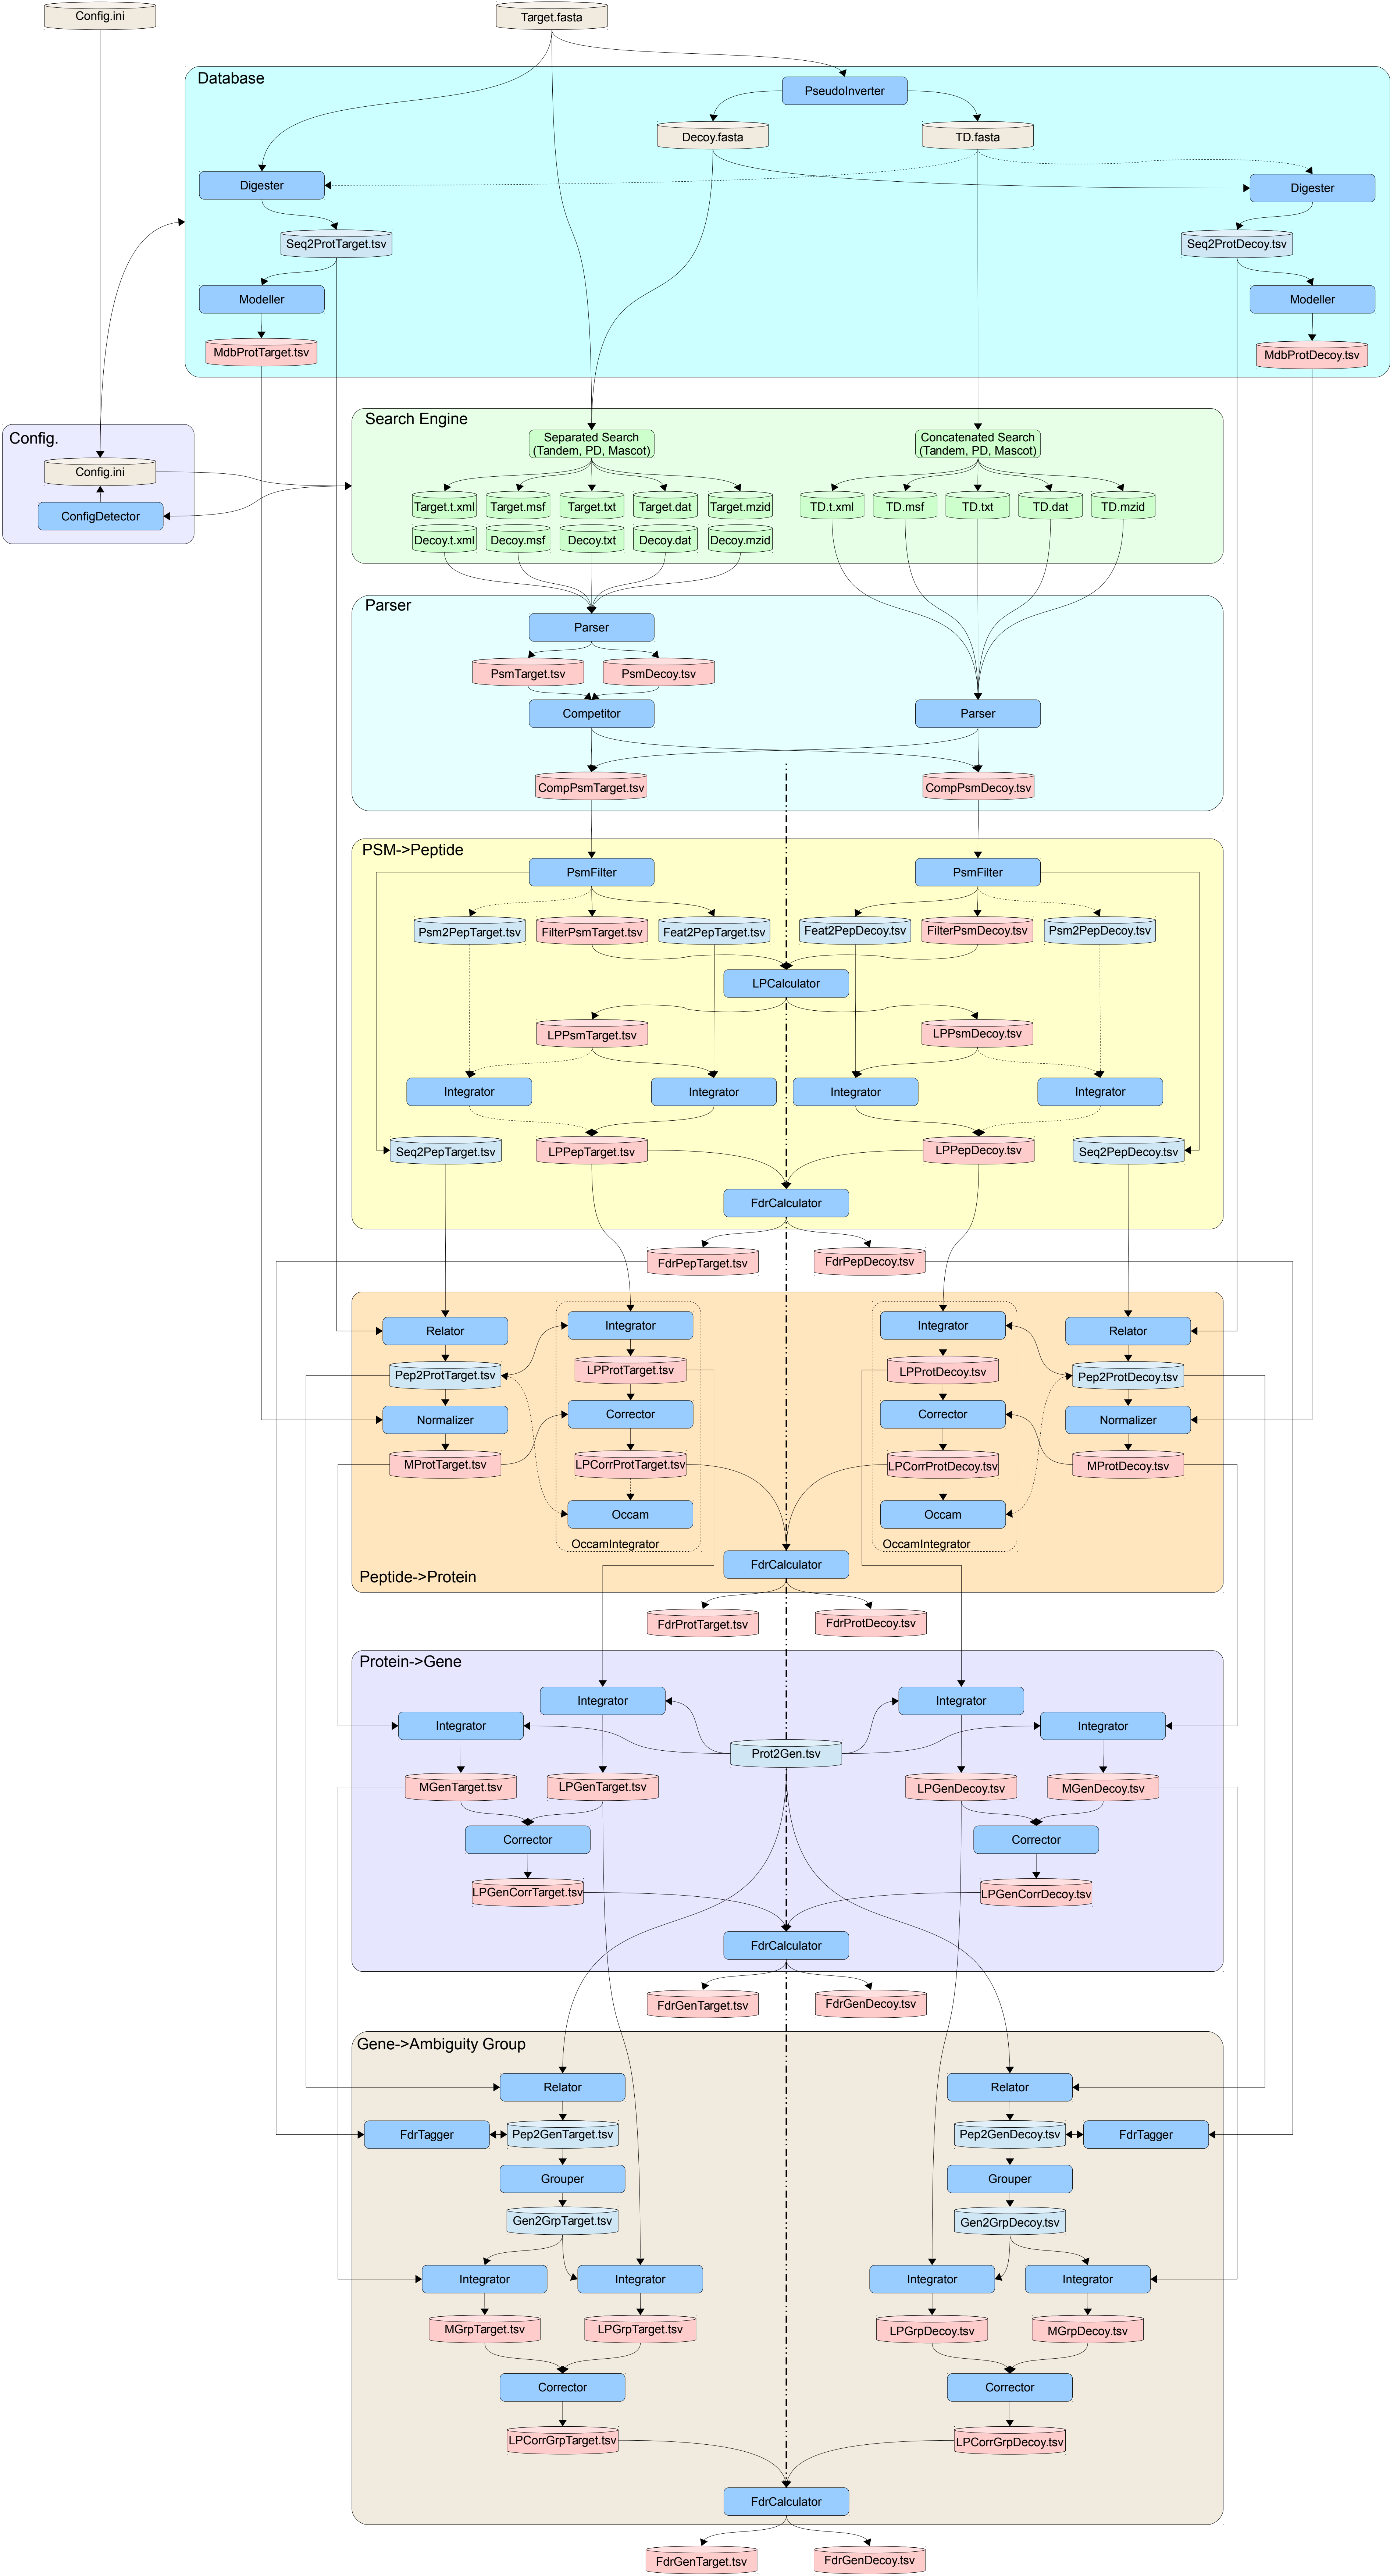 Config.ini
Target.fasta
Database
PseudoInverter
Decoy.fasta
TD.fasta
Digester
Digester
Seq2ProtTarget.tsv
Seq2ProtDecoy.tsv
Modeller
Modeller
MdbProtTarget.tsv
MdbProtDecoy.tsv
Config.
Config.ini
ConfigDetector
Search Engine
Separated Search
(Tandem, PD, Mascot)
Concatenated Search
(Tandem, PD, Mascot)
Target.t.xml
Target.msf
Target.txt
Target.dat
Target.mzid
TD.t.xml
TD.msf
TD.txt
TD.dat
TD.mzid
Decoy.t.xml
Decoy.msf
Decoy.txt
Decoy.dat
Decoy.mzid
Parser
Parser
PsmTarget.tsv
PsmDecoy.tsv
Competitor
Parser
CompPsmTarget.tsv
CompPsmDecoy.tsv
PSM->Peptide
PsmFilter
PsmFilter
Psm2PepTarget.tsv
FilterPsmTarget.tsv
Feat2PepTarget.tsv
Feat2PepDecoy.tsv
FilterPsmDecoy.tsv
Psm2PepDecoy.tsv
LPCalculator
LPPsmTarget.tsv
LPPsmDecoy.tsv
Integrator
Integrator
Integrator
Integrator
Seq2PepTarget.tsv
LPPepTarget.tsv
LPPepDecoy.tsv
Seq2PepDecoy.tsv
FdrCalculator
FdrPepTarget.tsv
FdrPepDecoy.tsv
Relator
Integrator
Integrator
Relator
Pep2ProtTarget.tsv
LPProtTarget.tsv
LPProtDecoy.tsv
Pep2ProtDecoy.tsv
Normalizer
Corrector
Corrector
Normalizer
MProtTarget.tsv
LPCorrProtTarget.tsv
LPCorrProtDecoy.tsv
MProtDecoy.tsv
Occam
Occam
OccamIntegrator
OccamIntegrator
FdrCalculator
Peptide->Protein
FdrProtTarget.tsv
FdrProtDecoy.tsv
Protein->Gene
Integrator
Integrator
Integrator
Integrator
Prot2Gen.tsv
MGenTarget.tsv
LPGenTarget.tsv
LPGenDecoy.tsv
MGenDecoy.tsv
Corrector
Corrector
LPGenCorrTarget.tsv
LPGenCorrDecoy.tsv
FdrCalculator
FdrGenTarget.tsv
FdrGenDecoy.tsv
Gene->Ambiguity Group
Relator
Relator
FdrTagger
Pep2GenTarget.tsv
Pep2GenDecoy.tsv
FdrTagger
Grouper
Grouper
Gen2GrpTarget.tsv
Gen2GrpDecoy.tsv
Integrator
Integrator
Integrator
Integrator
MGrpTarget.tsv
LPGrpTarget.tsv
LPGrpDecoy.tsv
MGrpDecoy.tsv
Corrector
Corrector
LPCorrGrpTarget.tsv
LPCorrGrpDecoy.tsv
FdrCalculator
FdrGenTarget.tsv
FdrGenDecoy.tsv